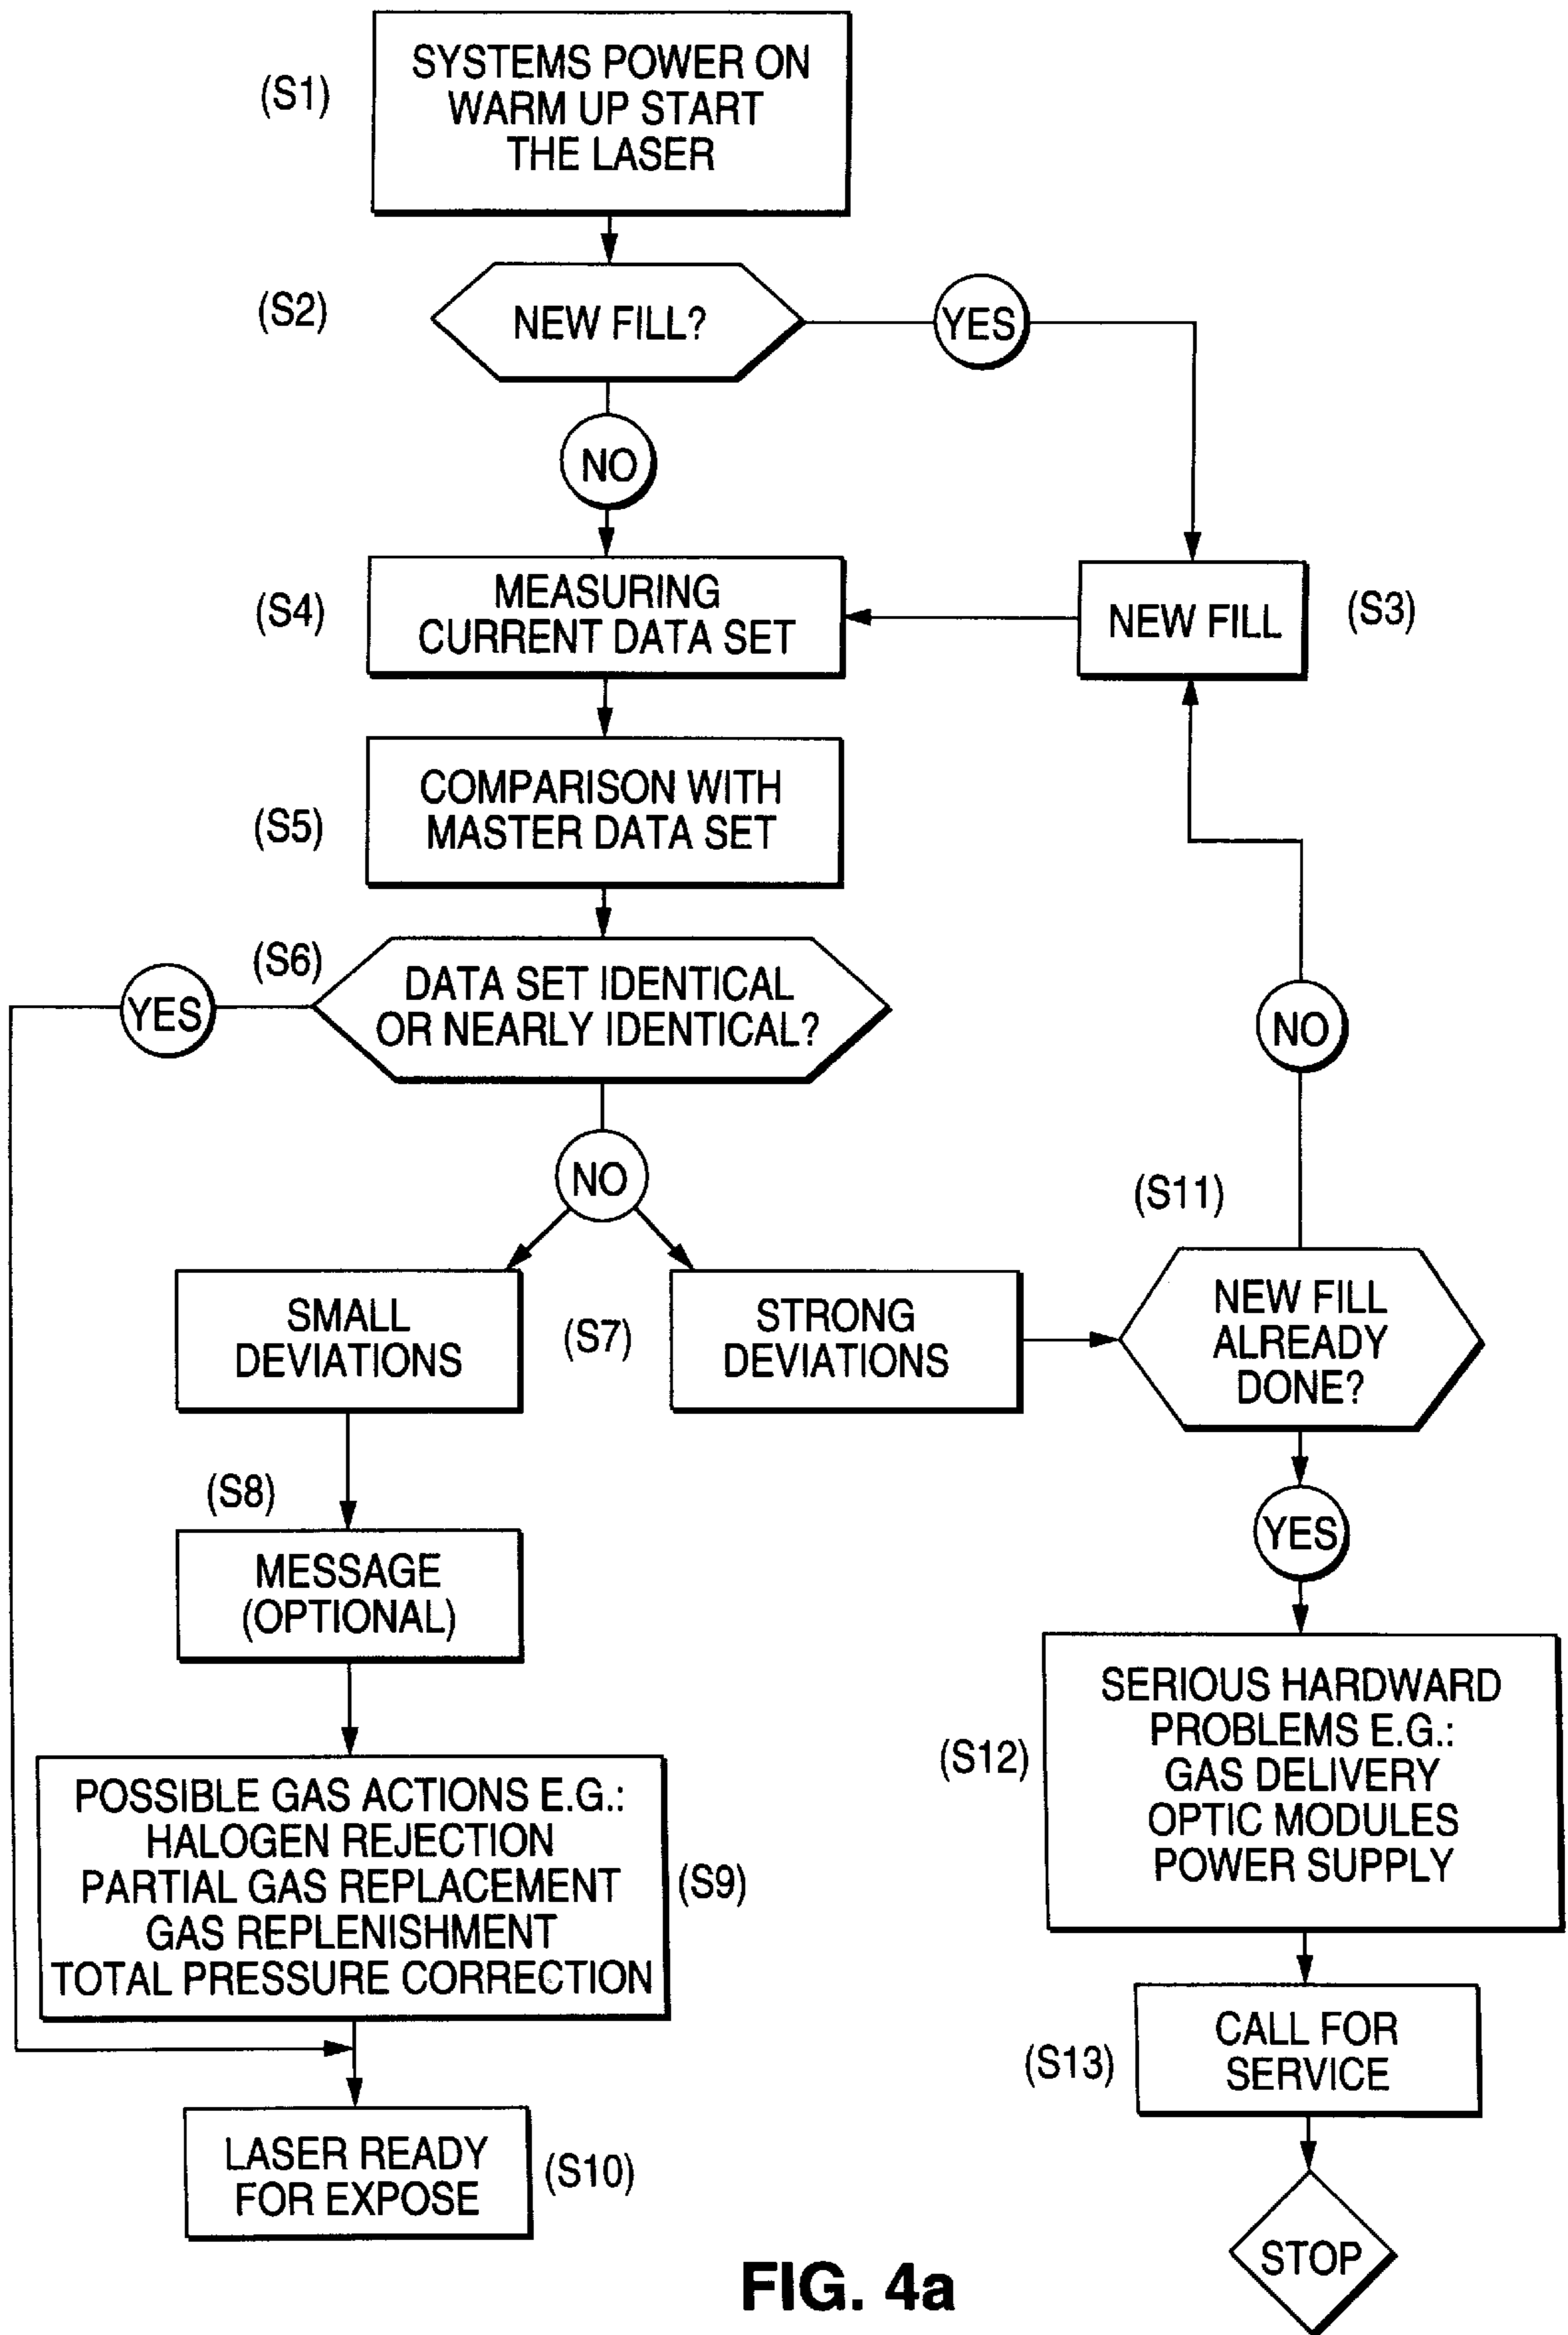 (S1)
SYSTEMS POWER ON
WARM UP START
THE LASER
(S2)
NEW FILL?
YES
NO
(S4)
MEASURING
CURRENT DATA SET
NEW FILL
(S3)
(S5)
COMPARISON WITH
MASTER DATA SET
(S6)
YES
DATA SET IDENTICAL
OR NEARLY IDENTICAL?
NO
NO
(S11)
SMALL
DEVIATIONS
(S7)
STRONG
DEVIATIONS
NEW FILL
ALREADY
DONE?
(S8)
YES
MESSAGE
(OPTIONAL)
(S12)
SERIOUS HARDWARD
PROBLEMS E.G.:
GAS DELIVERY
OPTIC MODULES
POWER SUPPLY
POSSIBLE GAS ACTIONS E.G.:
HALOGEN REJECTION
PARTIAL GAS REPLACEMENT
GAS REPLENISHMENT
TOTAL PRESSURE CORRECTION
(S9)
(S13)
CALL FOR
SERVICE
LASER READY
FOR EXPOSE
(S10)
STOP
FIG. 4a